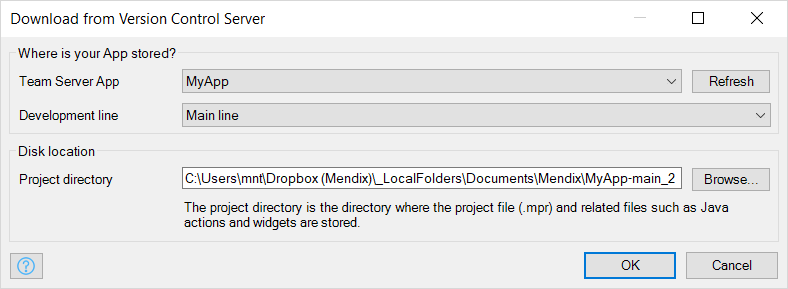 Download from Version Control Server
Where is your App stored?
Team Server App MyApp Refresh
Development line Main line
Disk location
Project directory C:\Users\mnt\Dropbox (Mendix)\_LocalFolders\Documents\Mendix\MyApp-main_2 Browse...
The project directory is the directory where the project file (.mpr) and related files such as Java
actions and widgets are stored.
? OK Cancel